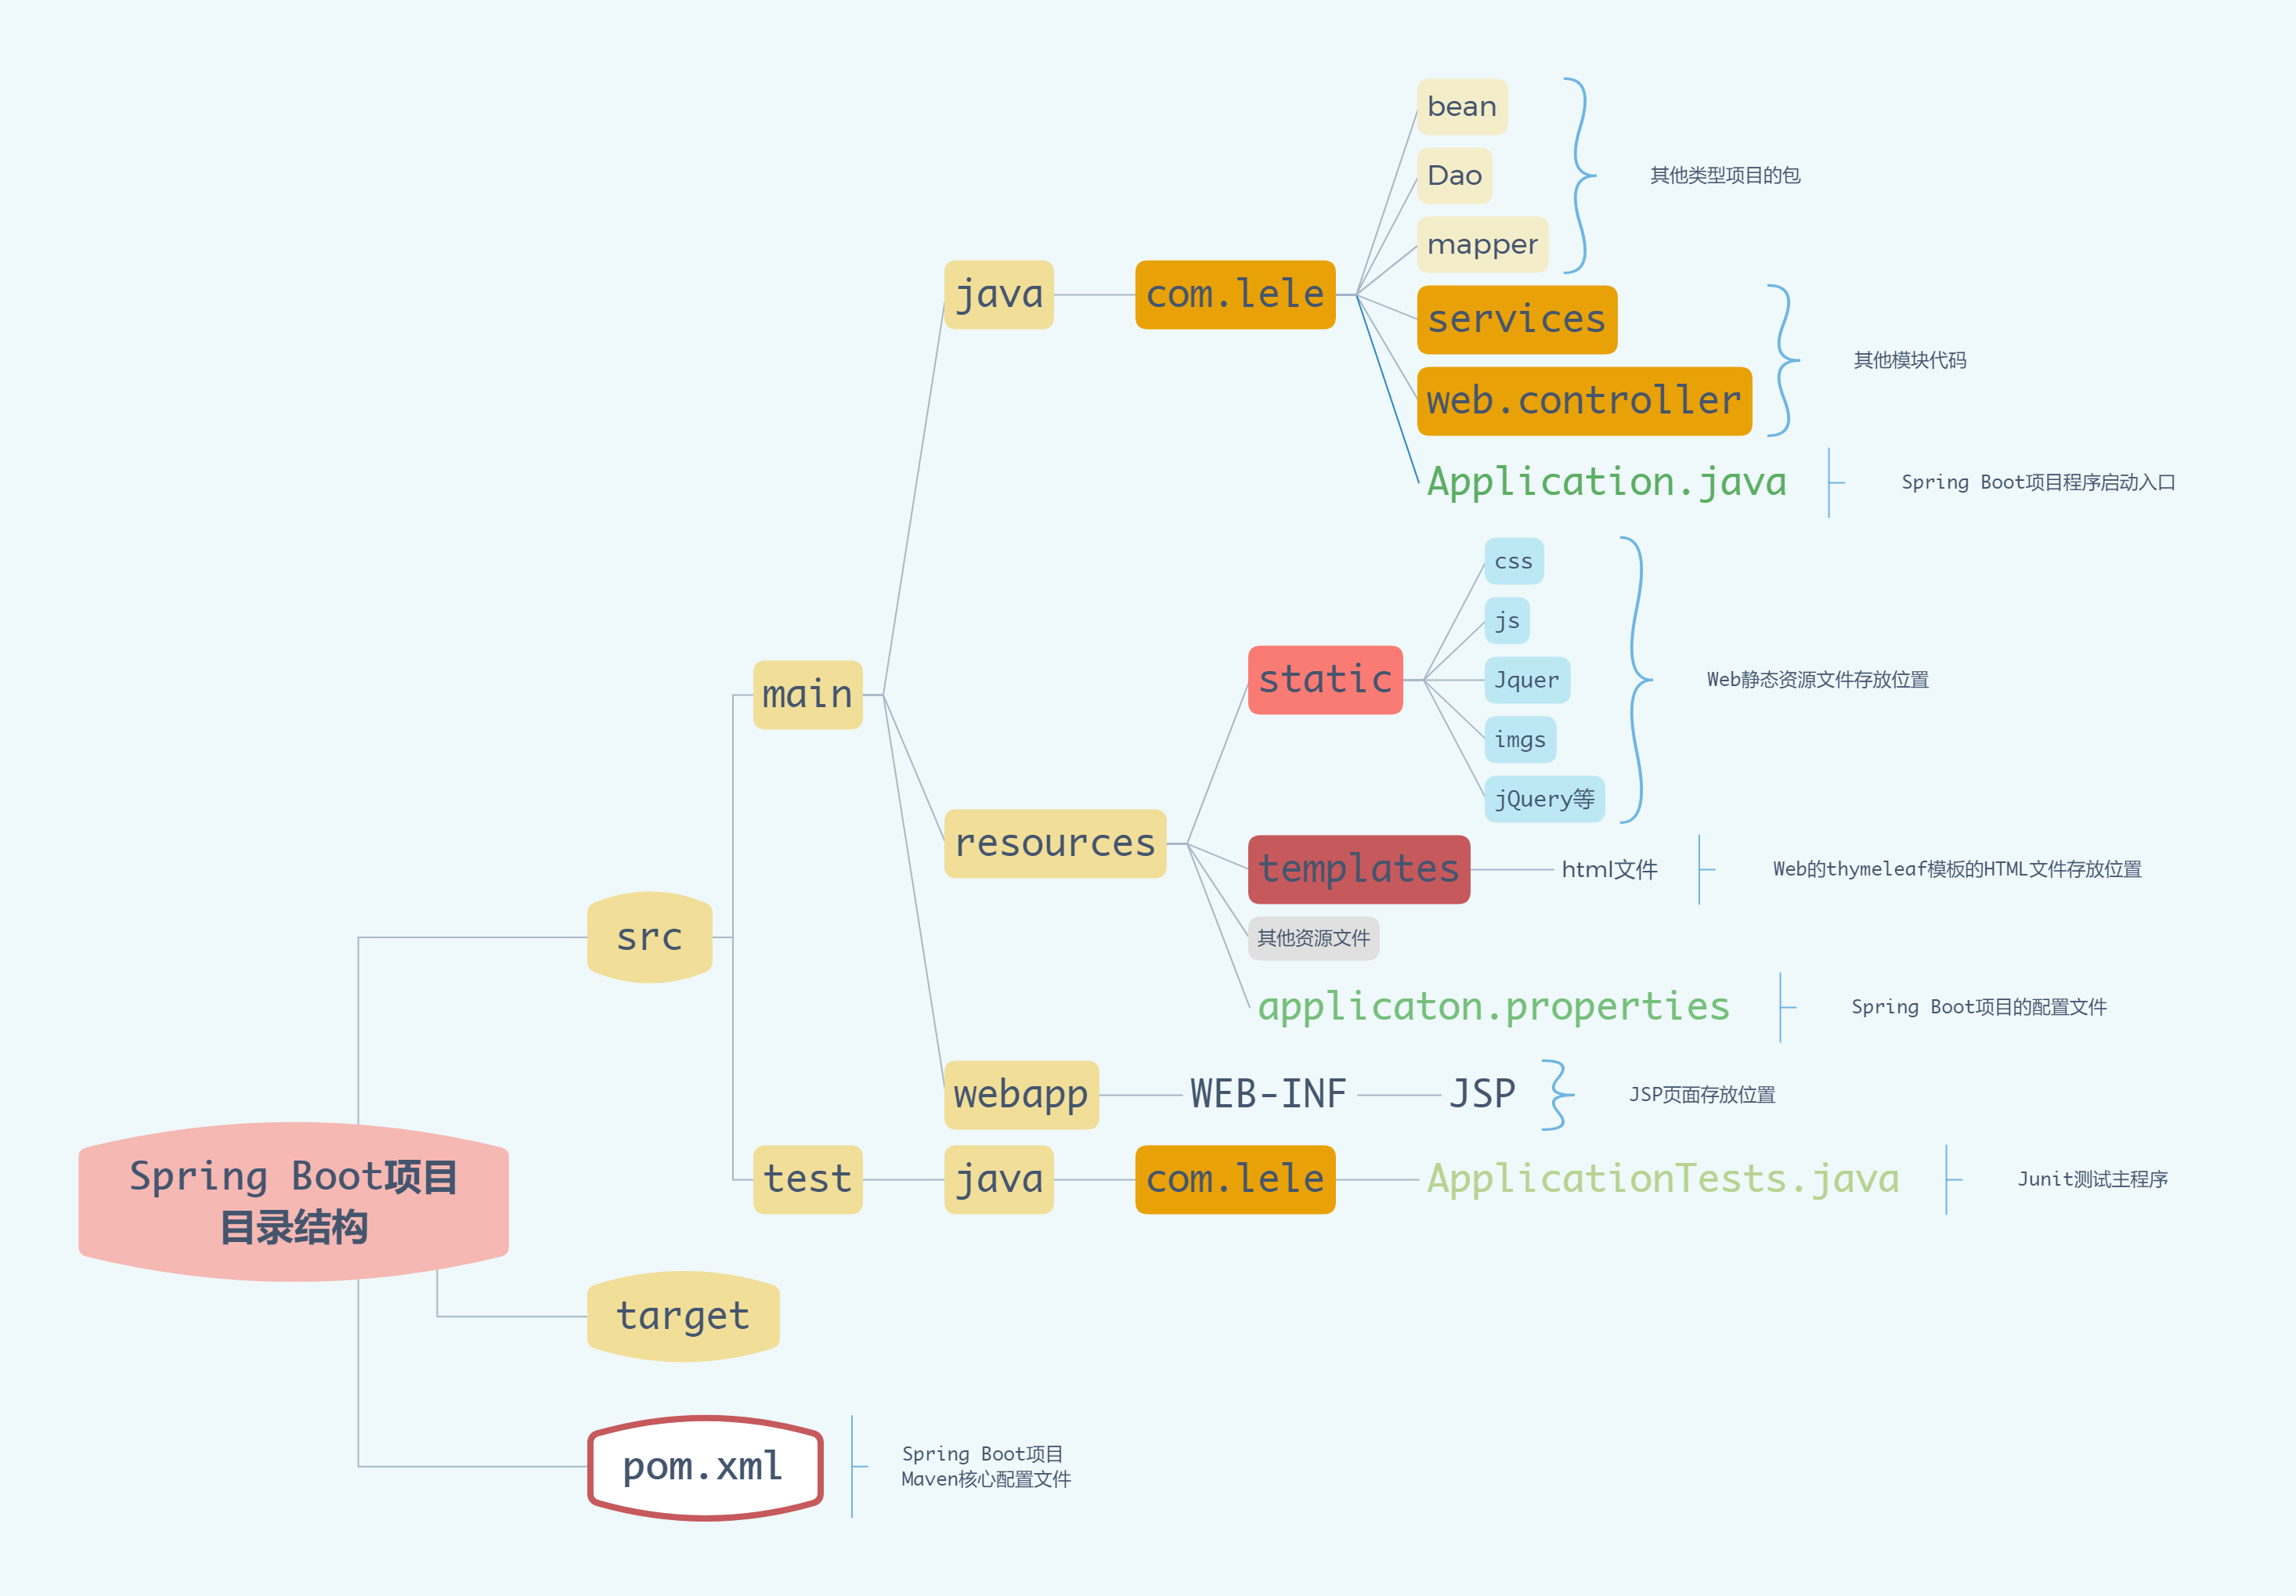 bean
Dao
其他类型项目的包
mapper
java
com.lele
services
其他模块代码
web.controller
Application.java
Spring Boot项目程序启动入口
css
js
main
static
Jquer
Web静态资源文件存放位置
imgs
jQuery等
resources
templates
html文件
Web的thymeleaf模板的HTML文件存放位置
src
其他资源文件
applicaton.properties
Spring Boot项目的配置文件
webapp
WEB-INF
JSP
JSP页面存放位置
Spring Boot项目
目录结构
test
java
com.lele
ApplicationTests.java
Junit测试主程序
target
pom.xml
Spring Boot项目
Maven核心配置文件